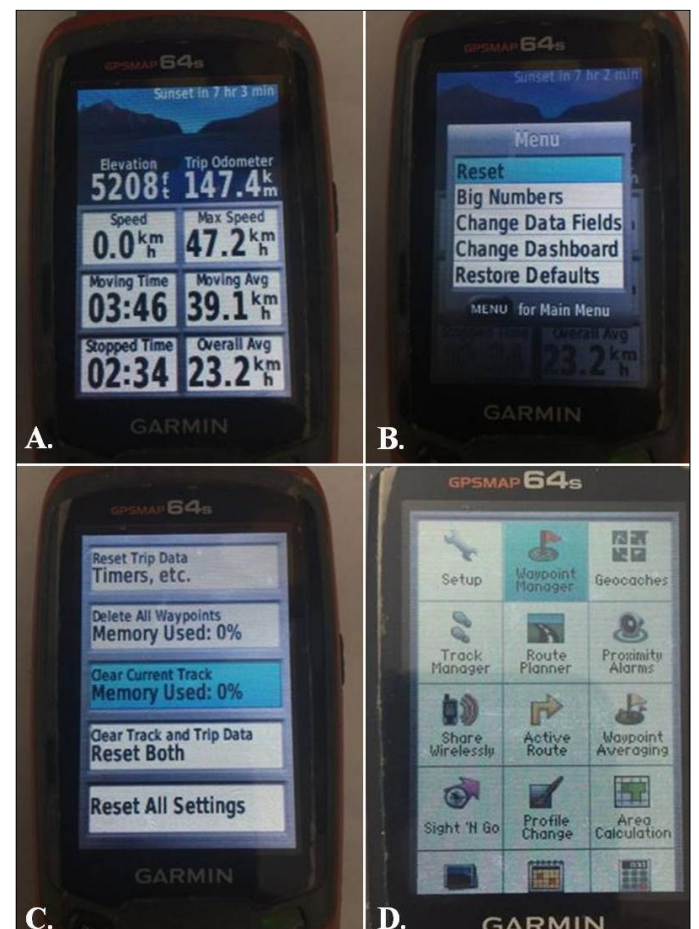 GPSMAP 64s
Sunset in 7 hr 3 min
Elevation Trip Odometer
5208ft 147.4km
Speed Max Speed
0.0 km/h 47.2 km/h
Moving Time Moving Avg
03:46 39.1 km/h
Stopped Time Overall Avg
02:34 23.2 km/h
GARMIN
A.
GPSMAP 64s
Sunset in 7 hr 2 min
Menu
Reset
Big Numbers
Change Data Fields
Change Dashboard
Restore Defaults
MENU for Main Menu
Stopped Time Overall Avg
23.2 km/h
GARMIN
B.
GPSMAP 64s
Reset Trip Data
Timers, etc.
Delete All Waypoints
Memory Used: 0%
Clear Current Track
Memory Used: 0%
Clear Track and Trip Data
Reset Both
Reset All Settings
GARMIN
C.
GPSMAP 64s
Setup Waypoint Manager Geocaches
Track Manager Route Planner Proximity Alarms
Share Wirelessly Active Route Waypoint Averaging
Sight 'N Go Profile Change Area Calculation
GARMIN
D.